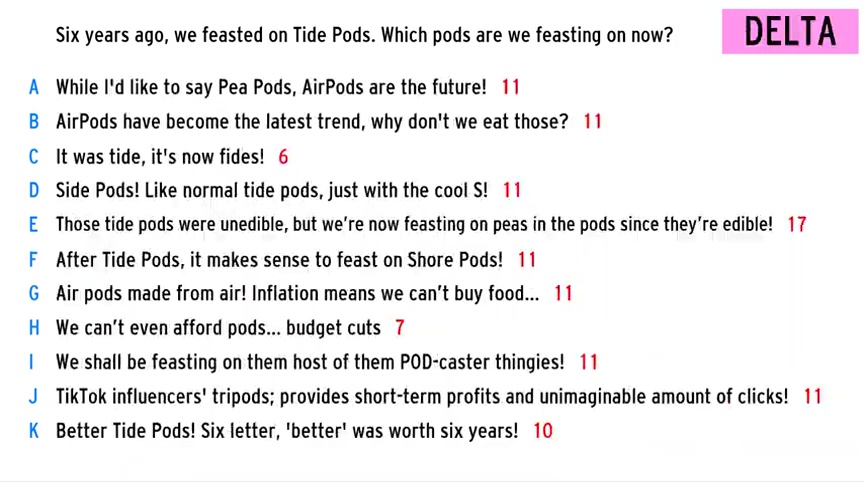 Six years ago, we feasted on Tide Pods. Which pods are we feasting on now?
DELTA
A While I'd like to say Pea Pods, AirPods are the future! 11
B AirPods have become the latest trend, why don't we eat those? 11
C It was tide, it's now fides! 6
D Side Pods! Like normal tide pods, just with the cool S! 11
E Those tide pods were unedible, but we're now feasting on peas in the pods since they're edible! 17
F After Tide Pods, it makes sense to feast on Shore Pods! 11
G Air pods made from air! Inflation means we can't buy food... 11
H We can't even afford pods... budget cuts 7
I We shall be feasting on them host of them POD-caster thingies! 11
J TikTok influencers' tripods; provides short-term profits and unimaginable amount of clicks! 11
K Better Tide Pods! Six letter, 'better' was worth six years! 10